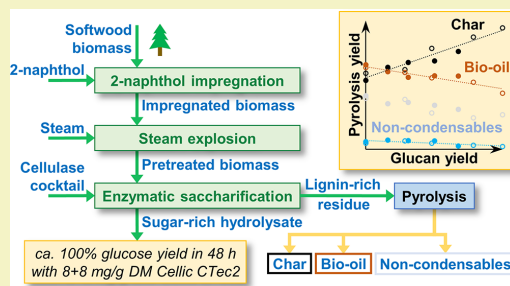 Softwood
biomass
2-naphthol
2-naphthol impregnation
Impregnated biomass
Steam
Steam explosion
Pretreated biomass
Cellulase
cocktail
Enzymatic saccharification
Lignin-rich
residue
Pyrolysis
Sugar-rich hydrolysate
ca. 100% glucose yield in 48 h
with 8+8 mg/g DM Cellic CTec2
Char
Bio-oil
Non-condensables
Pyrolysis yield
Char
Bio-oil
Non-condensables
Glucan yield